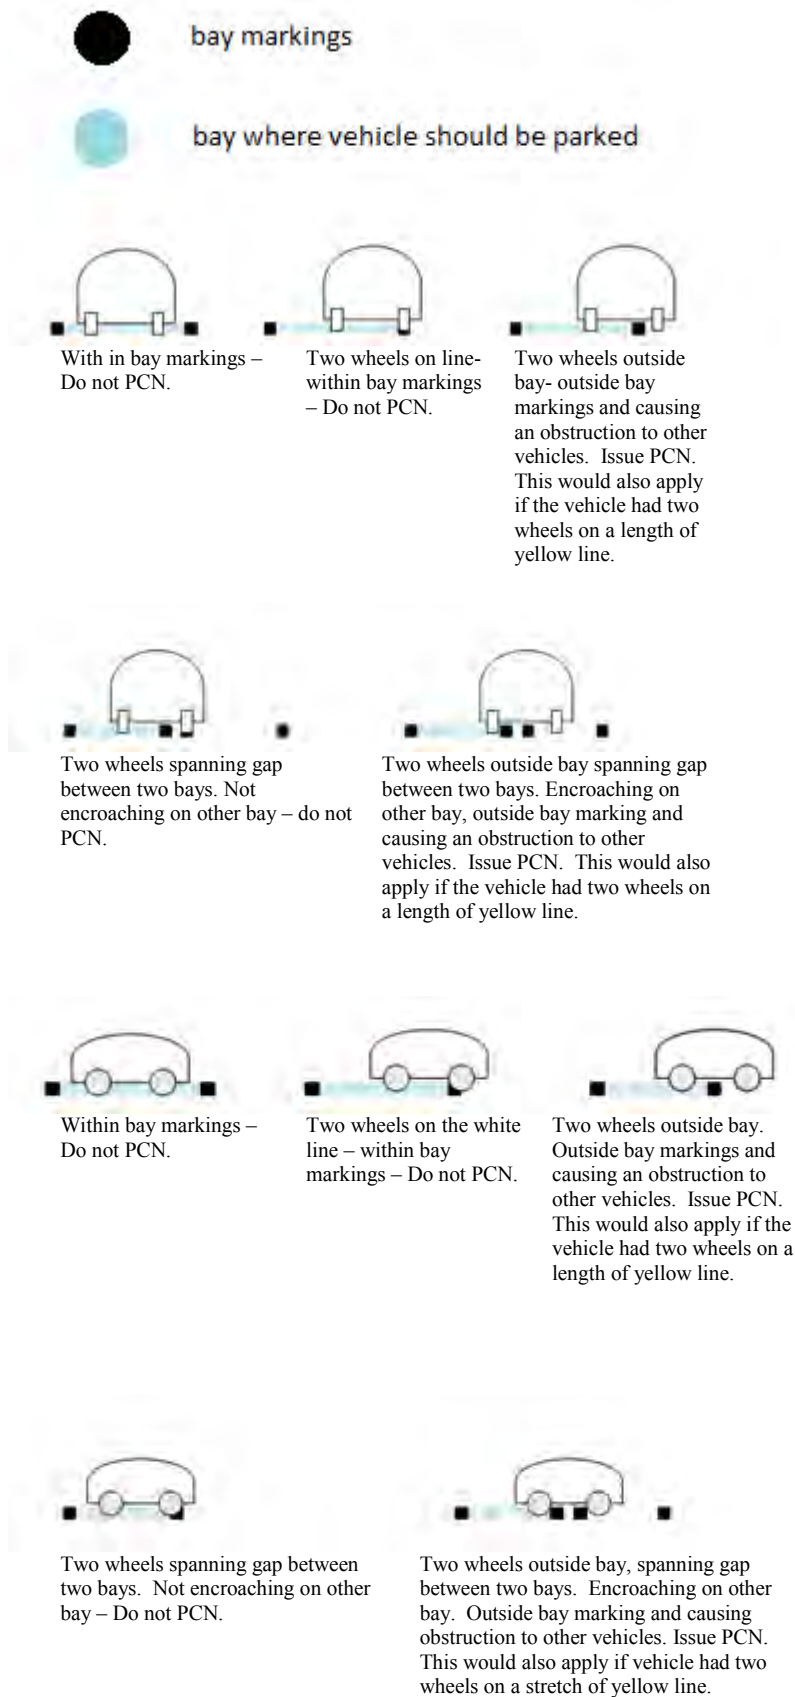 bay markings
bay where vehicle should be parked
With in bay markings –
Do not PCN.
Two wheels on line-
within bay markings
– Do not PCN.
Two wheels outside
bay- outside bay
markings and causing
an obstruction to other
vehicles.  Issue PCN.
This would also apply
if the vehicle had two
wheels on a length of
yellow line.
Two wheels spanning gap
between two bays. Not
encroaching on other bay – do not
PCN.
Two wheels outside bay spanning gap
between two bays. Encroaching on
other bay, outside bay marking and
causing an obstruction to other
vehicles.  Issue PCN.  This would also
apply if the vehicle had two wheels on
a length of yellow line.
Within bay markings –
Do not PCN.
Two wheels on the white
line – within bay
markings – Do not PCN.
Two wheels outside bay.
Outside bay markings and
causing an obstruction to
other vehicles.  Issue PCN.
This would also apply if the
vehicle had two wheels on a
length of yellow line.
Two wheels spanning gap between
two bays.  Not encroaching on other
bay – Do not PCN.
Two wheels outside bay, spanning gap
between two bays.  Encroaching on other
bay.  Outside bay marking and causing
obstruction to other vehicles. Issue PCN.
This would also apply if vehicle had two
wheels on a stretch of yellow line.